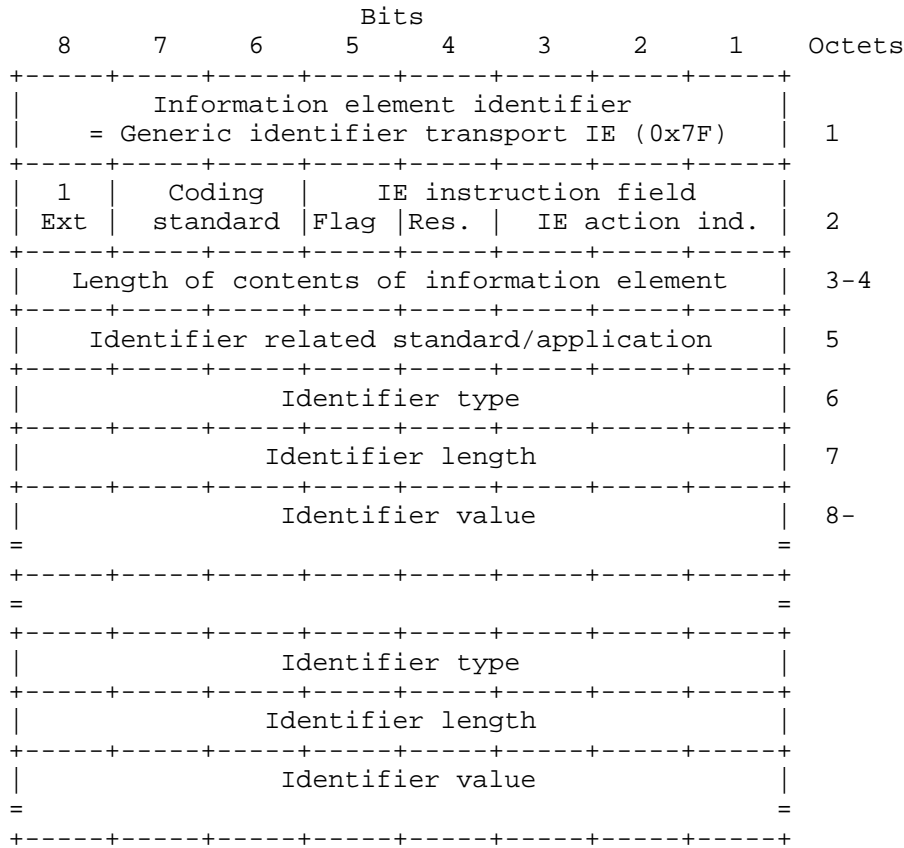 Bits
   8     7     6     5     4     3     2     1    Octets
+-----+-----+-----+-----+-----+-----+-----+-----+
|        Information element identifier         |
|    = Generic identifier transport IE (0x7F)   |  1
+-----+-----+-----+-----+-----+-----+-----+-----+
|  1  |   Coding    |    IE instruction field   |
| Ext |  standard |Flag |Res. |  IE action ind. |  2
+-----+-----+-----+-----+-----+-----+-----+-----+
|   Length of contents of information element   |  3-4
+-----+-----+-----+-----+-----+-----+-----+-----+
|    Identifier related standard/application    |  5
+-----+-----+-----+-----+-----+-----+-----+-----+
|                Identifier type                |  6
+-----+-----+-----+-----+-----+-----+-----+-----+
|               Identifier length               |  7
+-----+-----+-----+-----+-----+-----+-----+-----+
|                Identifier value               |  8-
=                                               =
+-----+-----+-----+-----+-----+-----+-----+-----+
=                                               =
+-----+-----+-----+-----+-----+-----+-----+-----+
|                Identifier type                |
+-----+-----+-----+-----+-----+-----+-----+-----+
|               Identifier length               |
+-----+-----+-----+-----+-----+-----+-----+-----+
|                Identifier value               |
=                                               =
+-----+-----+-----+-----+-----+-----+-----+-----+